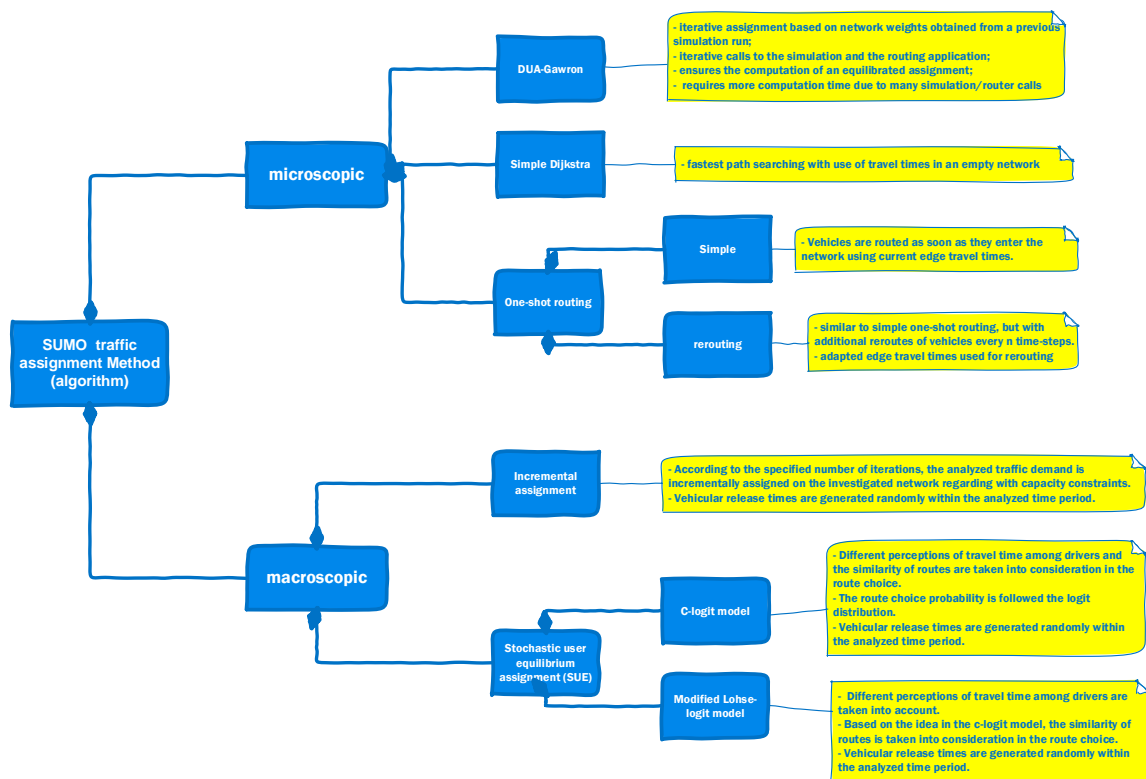 - iterative assignment based on network weights obtained from a previous
simulation run;
- iterative calls to the simulation and the routing application;
- ensures the computation of an equilibrated assignment;
- requires more computation time due to many simulation/router calls
DUA-Gawron
Simple Dijkstra
- fastest path searching with use of travel times in an empty network
microscopic
Simple
- Vehicles are routed as soon as they enter the
network using current edge travel times.
One-shot routing
rerouting
- similar to simple one-shot routing, but with
additional reroutes of vehicles every n time-steps.
- adapted edge travel times used for rerouting
SUMO traffic
assignment Method
(algorithm)
Incremental
assignment
- According to the specified number of iterations, the analyzed traffic demand is
incrementally assigned on the investigated network regarding with capacity constraints.
- Vehicular release times are generated randomly within the analyzed time period.
macroscopic
C-logit model
- Different perceptions of travel time among drivers and
the similarity of routes are taken into consideration in the
route choice.
- The route choice probability is followed the logit
distribution.
- Vehicular release times are generated randomly within
the analyzed time period.
Stochastic user
equilibrium
assignment (SUE)
Modified Lohse-
logit model
- Different perceptions of travel time among drivers are
taken into account.
- Based on the idea in the c-logit model, the similarity of
routes is taken into consideration in the route choice.
- Vehicular release times are generated randomly within
the analyzed time period.